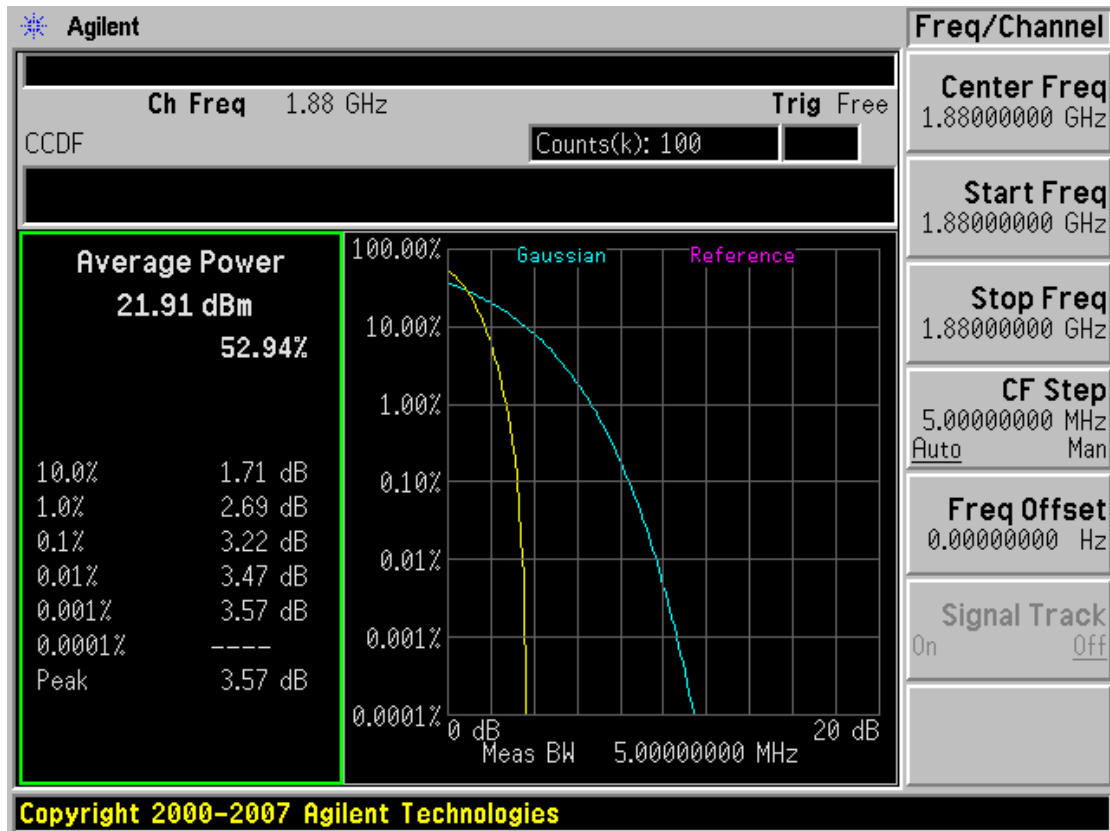 Agilent
Ch Freq 1.88 GHz Trig Free
CCDF Counts(k): 100
Average Power
21.91 dBm
52.94%
10.0% 1.71 dB
1.0% 2.69 dB
0.1% 3.22 dB
0.01% 3.47 dB
0.001% 3.57 dB
0.0001% ----
Peak 3.57 dB
Gaussian Reference
100.00%
10.00%
1.00%
0.10%
0.01%
0.001%
0.0001%
0 dB 20 dB
Meas BW 5.00000000 MHz
Freq/Channel
Center Freq
1.88000000 GHz
Start Freq
1.88000000 GHz
Stop Freq
1.88000000 GHz
CF Step
5.00000000 MHz
Auto Man
Freq Offset
0.00000000 Hz
Signal Track
On Off
Copyright 2000-2007 Agilent Technologies